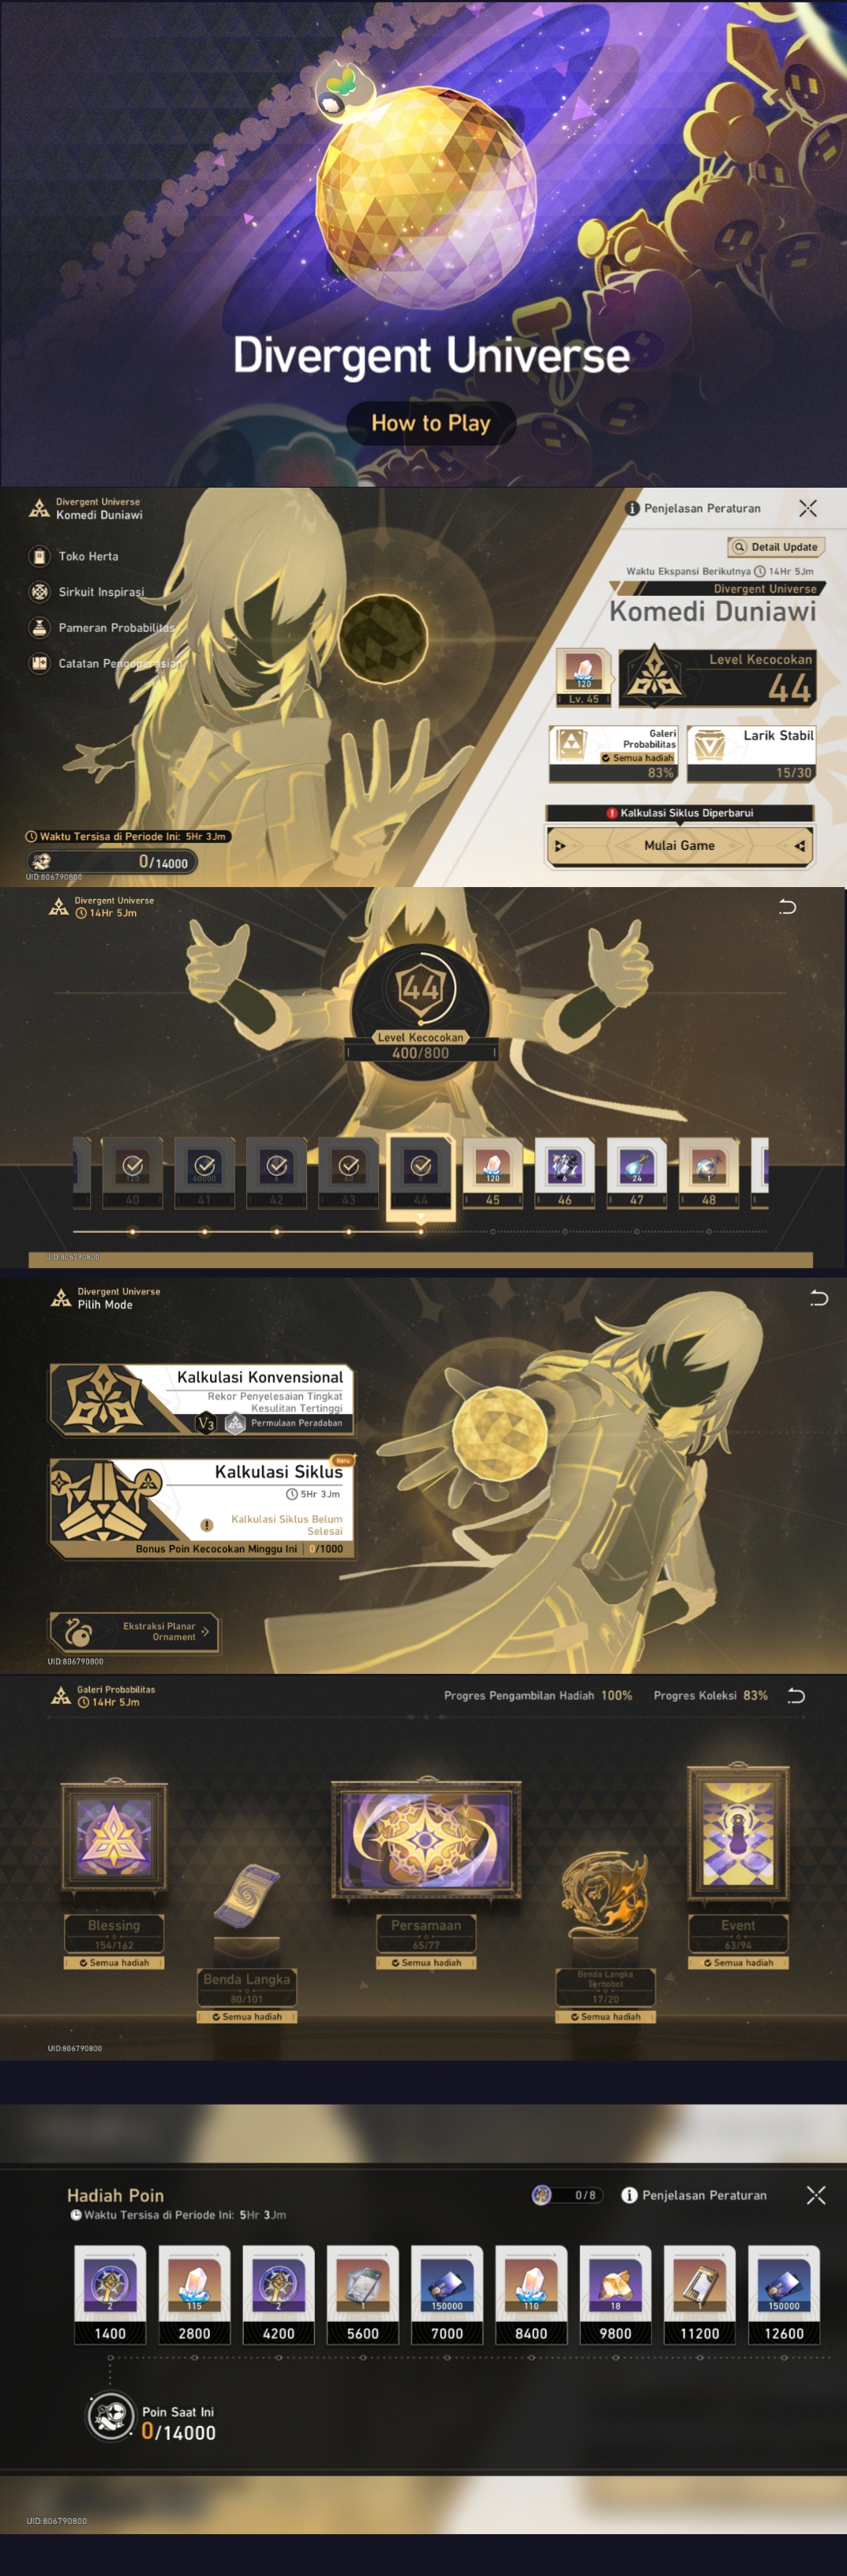 Divergent Universe
How to Play
Divergent Universe
Komedi Duniawi
Toko Herta
Sirkuit Inspirasi
Pameran Probabilitas
Catatan Pengoperasian
Waktu Tersisa di Periode Ini: 5Hr 3Jm
0/14000
UID:806790800
Penjelasan Peraturan
Detail Update
Waktu Ekspansi Berikutnya 14Hr 5Jm
Divergent Universe
Komedi Duniawi
120
Lv. 45
Level Kecocokan
44
Galeri
Probabilitas
Semua hadiah
83%
Larik Stabil
15/30
Kalkulasi Siklus Diperbarui
Mulai Game
Divergent Universe
14Hr 5Jm
44
Level Kecocokan
400/800
40
41
42
43
44
120
45
6
46
24
47
1
48
UID:806790800
Divergent Universe
Pilih Mode
Kalkulasi Konvensional
Rekor Penyelesaian Tingkat
Kesulitan Tertinggi
V3 Permulaan Peradaban
Baru
Kalkulasi Siklus
5Hr 3Jm
Kalkulasi Siklus Belum
Selesai
Bonus Poin Kecocokan Minggu Ini 0/1000
Ekstraksi Planar
Ornament
UID:806790800
Galeri Probabilitas
14Hr 5Jm
Progres Pengambilan Hadiah 100% Progres Koleksi 83%
Blessing
154/162
Semua hadiah
Benda Langka
80/101
Semua hadiah
Persamaan
65/77
Semua hadiah
Benda Langka
Terbobot
17/20
Semua hadiah
Event
63/94
Semua hadiah
UID:806790800
Hadiah Poin
Waktu Tersisa di Periode Ini: 5Hr 3Jm
0/8
Penjelasan Peraturan
2 115 2 1 150000 110 18 1 150000
1400 2800 4200 5600 7000 8400 9800 11200 12600
Poin Saat Ini
0/14000
UID:806790800